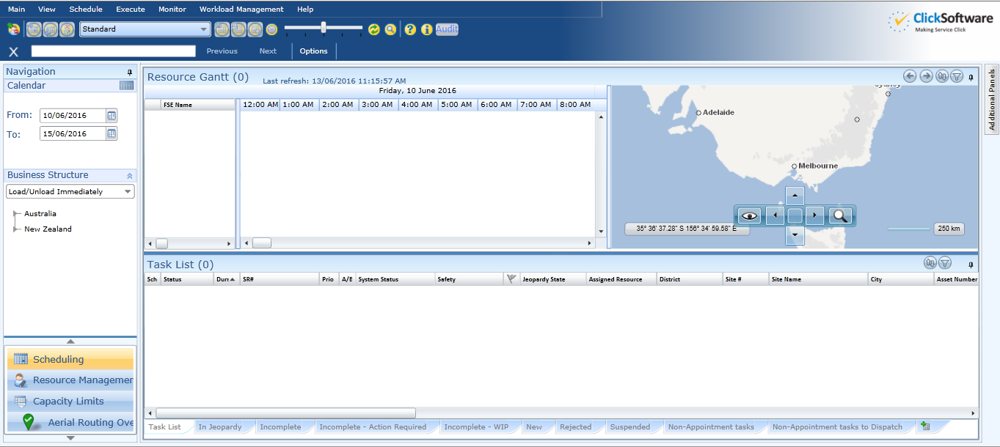 Main View Schedule Execute Monitor Workload Management Help
Standard
Audit
ClickSoftware
Making Service Click
X Previous Next Options
Navigation
Calendar
From: 10/06/2016
To: 15/06/2016
Business Structure
Load/Unload Immediately
Australia
New Zealand
Scheduling
Resource Managemer
Capacity Limits
Aerial Routing Ove
Resource Gantt (0) Last refresh: 13/06/2016 11:15:57 AM
Friday, 10 June 2016
FSE Name 12:00 AM 1:00 AM 2:00 AM 3:00 AM 4:00 AM 5:00 AM 6:00 AM 7:00 AM 8:00 AM
Sydney
Adelaide
Melbourne
35° 36' 37.28" S 156° 34' 59.58" E
250 km
Additional Panels
Task List (0)
Sch Status Dura SR# Prio A/B System Status Safety Jeopardy State Assigned Resource District Site # Site Name City Asset Number
Task List In Jeopardy Incomplete Incomplete - Action Required Incomplete - WIP New Rejected Suspended Non-Appointment tasks Non-Appointment tasks to Dispatch